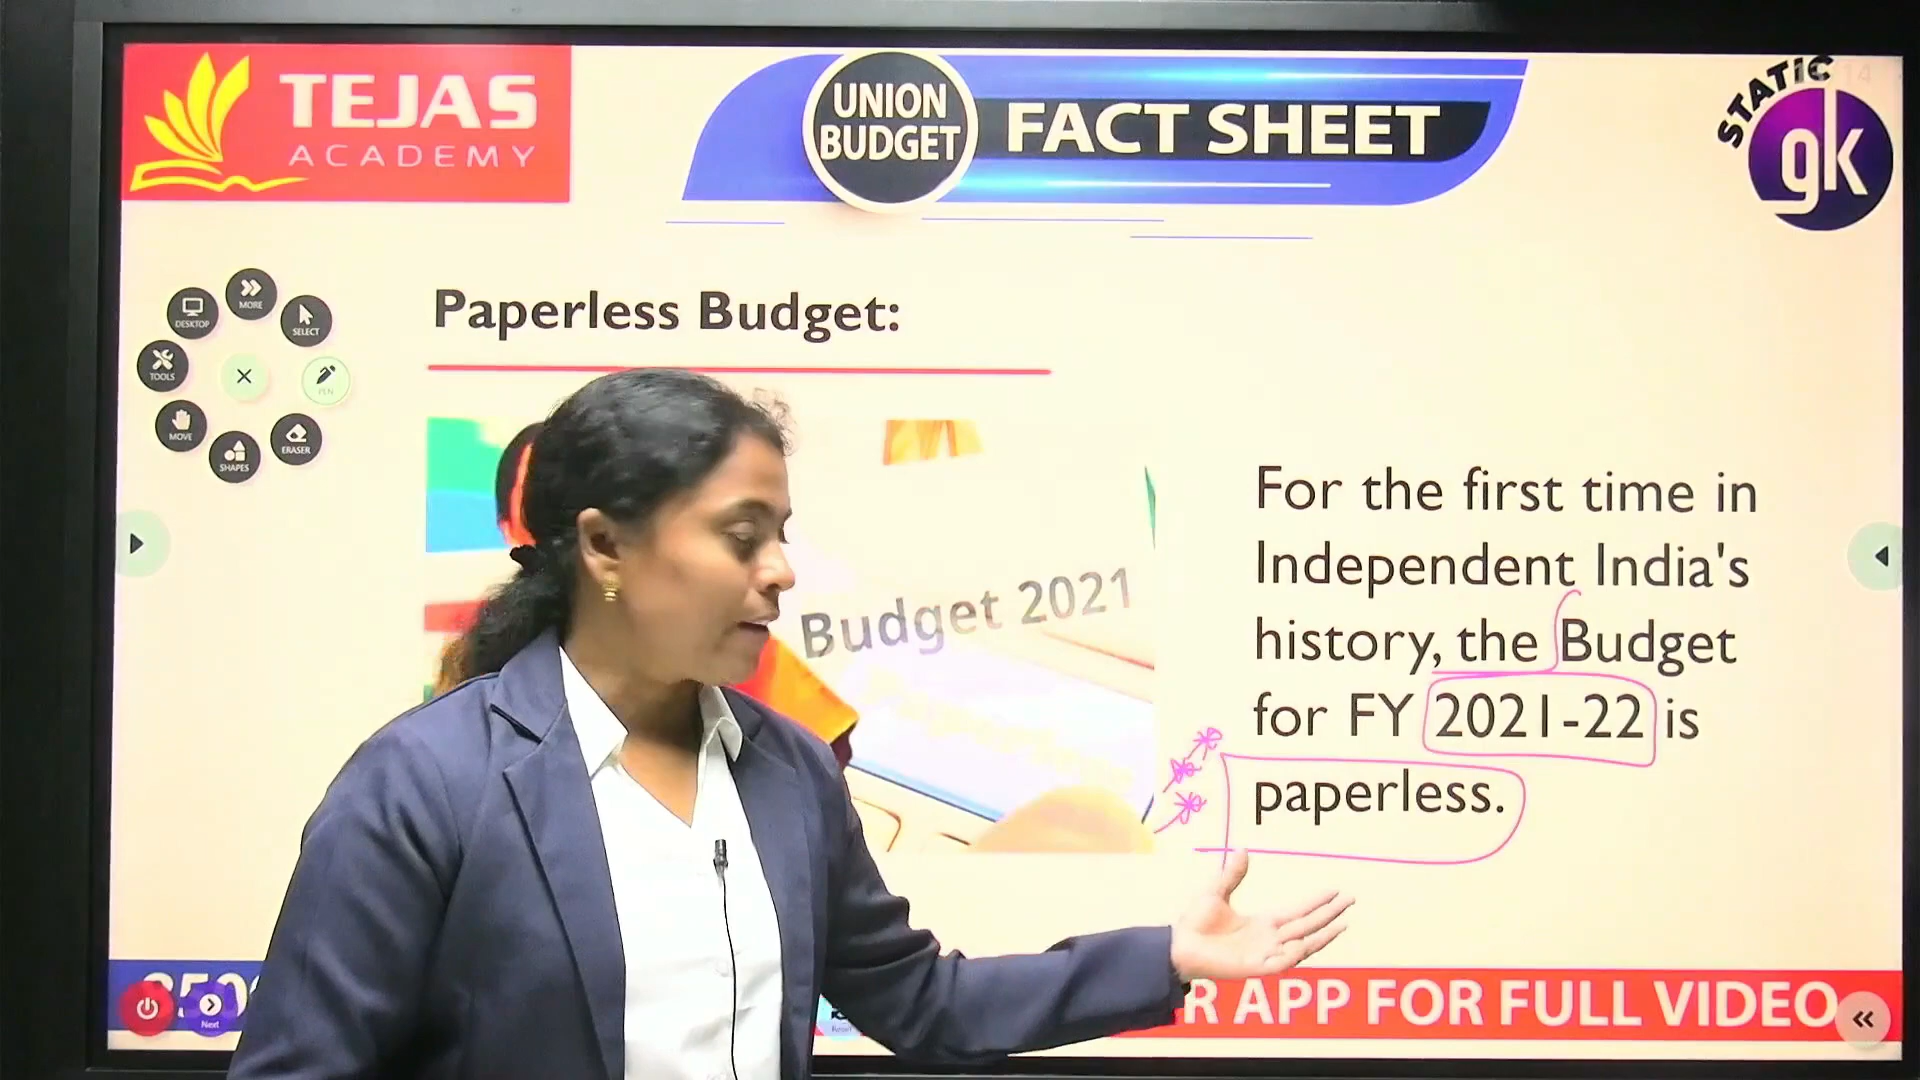 TEJAS
ACADEMY
UNION
BUDGET
FACT SHEET
STATIC
gk
MORE
DESKTOP
SELECT
TOOLS
PEN
MOVE
ERASER
SHAPES
Paperless Budget:
Budget 2021
For the first time in
Independent India's
history, the Budget
for FY 2021-22 is
paperless.
Next
R APP FOR FULL VIDEO